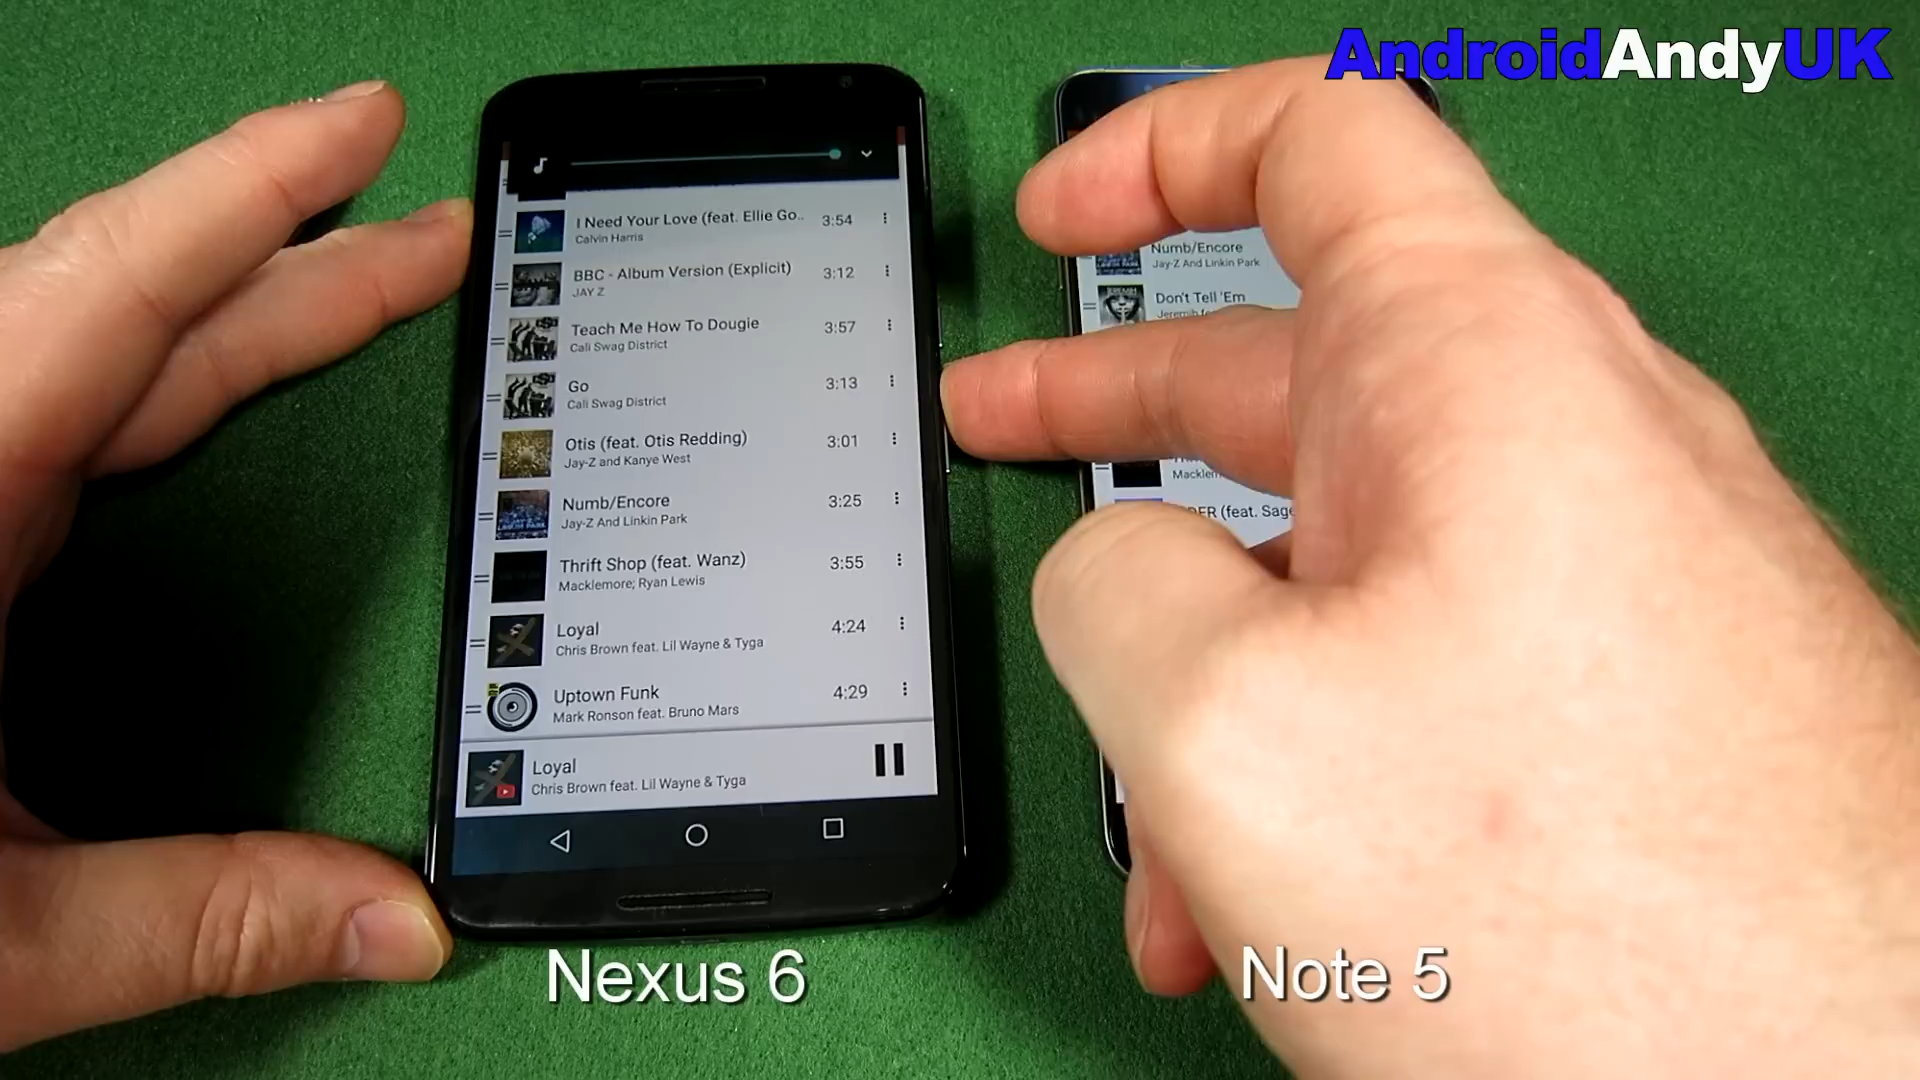 AndroidAndyUK
I Need Your Love (feat. Ellie Go..
3:54
Calvin Harris
BBC - Album Version (Explicit)
3:12
JAY Z
Teach Me How To Dougie
3:57
Cali Swag District
Go
3:13
Cali Swag District
Otis (feat. Otis Redding)
3:01
Jay-Z and Kanye West
Numb/Encore
3:25
Jay-Z And Linkin Park
Thrift Shop (feat. Wanz)
3:55
Macklemore; Ryan Lewis
Loyal
4:24
Chris Brown feat. Lil Wayne & Tyga
Uptown Funk
4:29
Mark Ronson feat. Bruno Mars
Loyal
Chris Brown feat. Lil Wayne & Tyga
Numb/Encore
Jay-Z And Linkin Park
Don't Tell 'Em
Jeremih
(feat. Sage
Nexus 6
Note 5